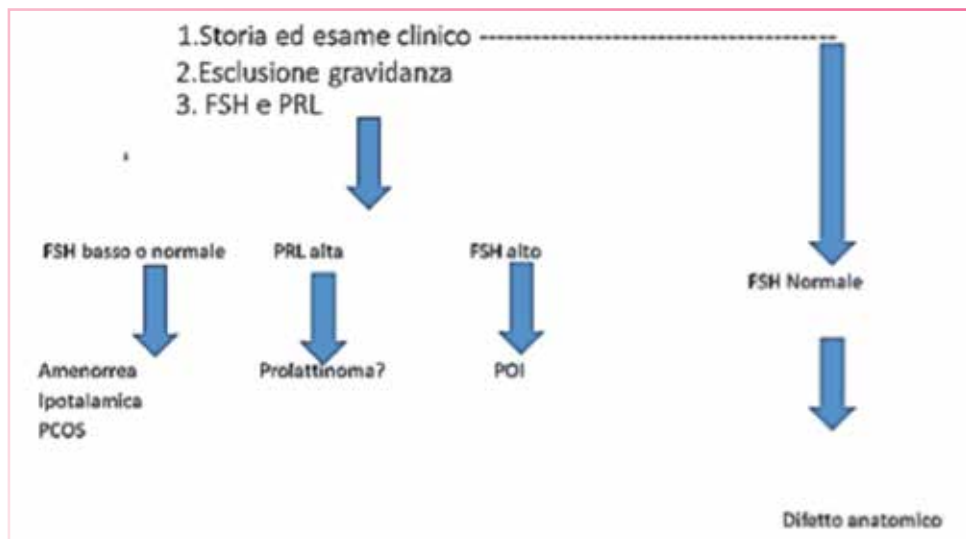 1.Storia ed esame clinico
2.Esclusione gravidanza
3. FSH e PRL
FSH basso o normale
PRL alta
FSH alto
FSH Normale
Amenorrea
Ipotalamica
PCOS
Prolattinoma?
POI
Difetto anatomico